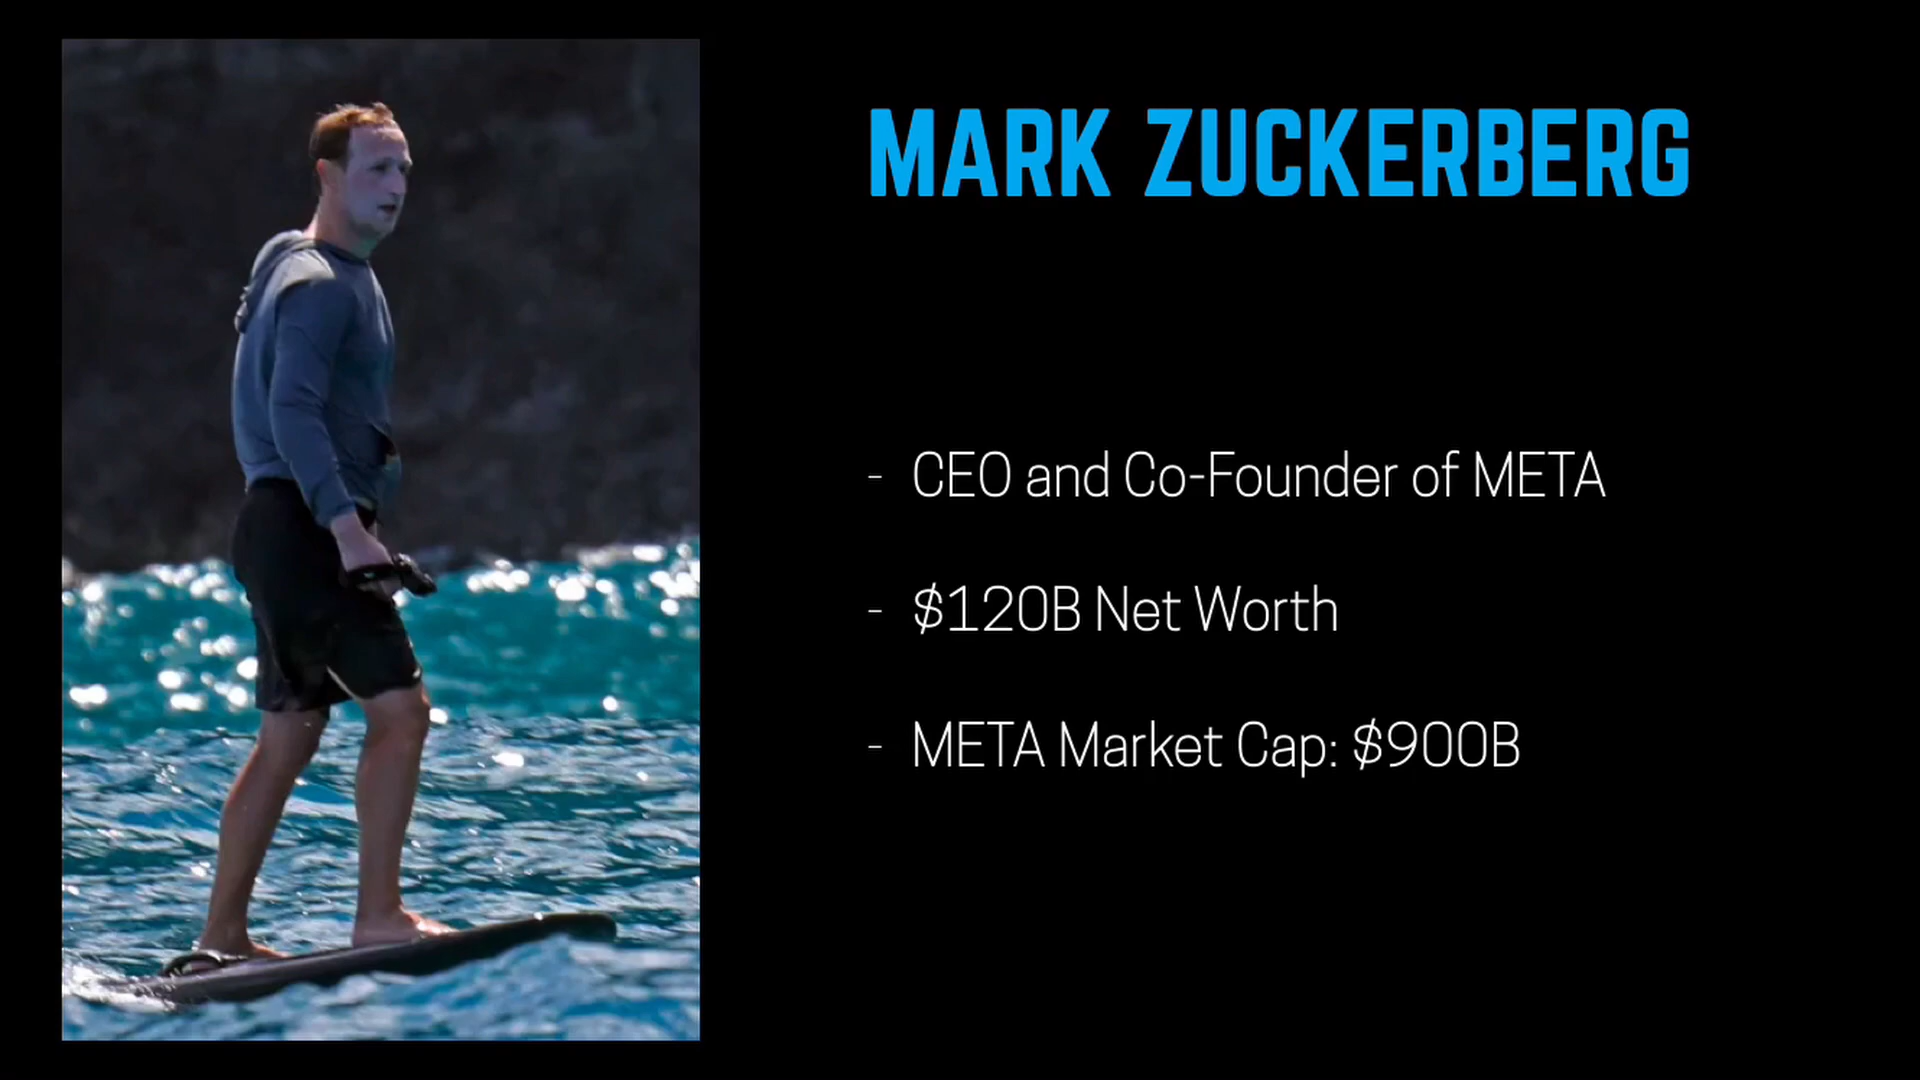 MARK ZUCKERBERG
- CEO and Co-Founder of META
- $120B Net Worth
- META Market Cap: $900B